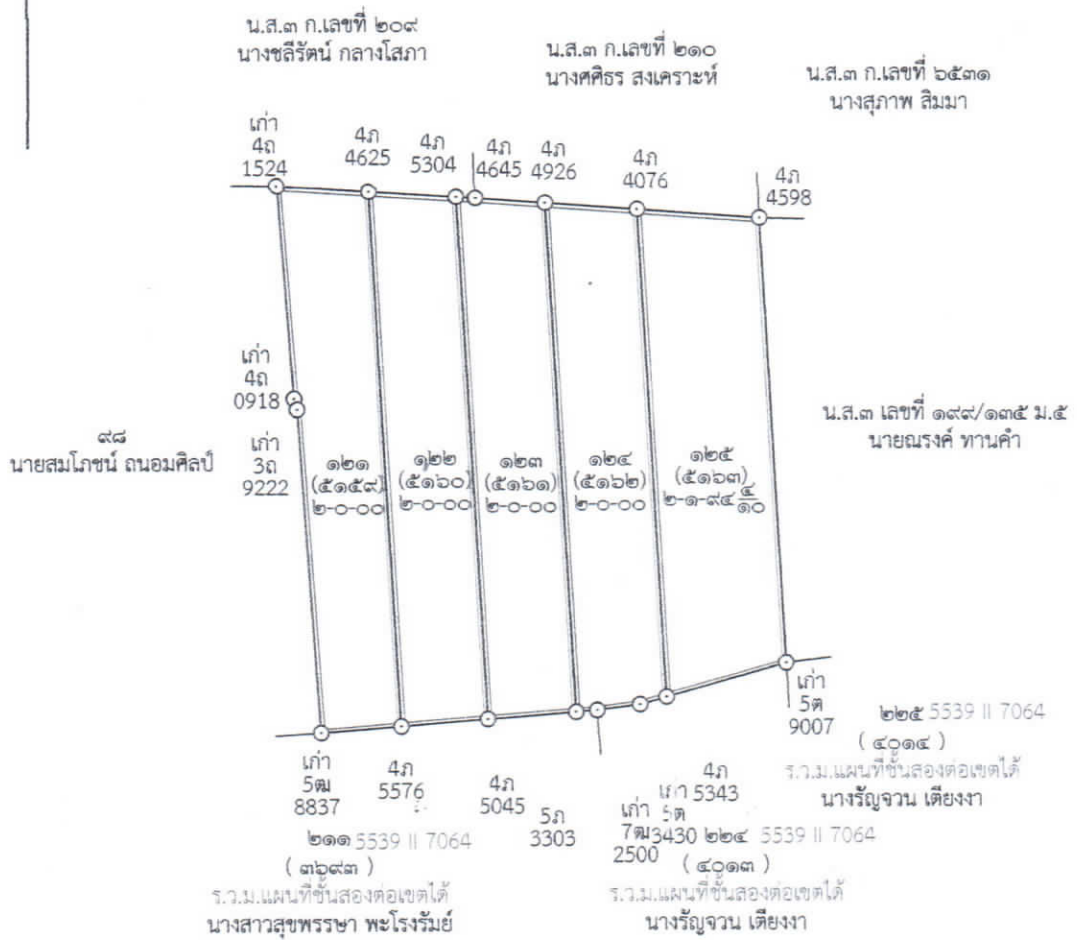 น.ส.๓ ก.เลขที่ ๒๐๙
นางชลีรัตน์ กลางโสภา
น.ส.๓ ก.เลขที่ ๒๑๐
นางศศิธร สงเคราะห์
น.ส.๓ ก.เลขที่ ๖๕๓๑
นางสุภาพ สิมมา
เก่า
4ถ
1524
4ภ
4625
4ภ
5304
4ภ
4645
4ภ
4926
4ภ
4076
4ภ
4598
เก่า
4ถ
0918
เก่า
3ถ
9222
๙๘
นายสมโภชน์ ถนอมศิลป์
๑๒๑
(๕๑๕๙)
๒-๐-๐๐
๑๒๒
(๕๑๖๐)
๒-๐-๐๐
๑๒๓
(๕๑๖๑)
๒-๐-๐๐
๑๒๔
(๕๑๖๒)
๒-๐-๐๐
๑๒๕
(๕๑๖๓)
๒-๑-๙๔ ๔/๑๐
น.ส.๓ เลขที่ ๑๙๙/๑๓๕ ม.๕
นายณรงค์ ทานคำ
เก่า
5ฒ
8837
4ภ
5576
4ภ
5045
5ภ
3303
เก่า
7ฒ
2500
เก่า
5ต
3430
4ภ
5343
เก่า
5ต
9007
๒๑๑ 5539 II 7064
( ๓๖๙๓ )
ร.ว.ม.แผนที่ชั้นสองต่อเขตได้
นางสาวสุขพรรษา พะโรงรัมย์
๒๒๔ 5539 II 7064
( ๔๐๑๓ )
ร.ว.ม.แผนที่ชั้นสองต่อเขตได้
นางรัญจวน เตียงงา
๒๒๕ 5539 II 7064
( ๔๐๑๔ )
ร.ว.ม.แผนที่ชั้นสองต่อเขตได้
นางรัญจวน เตียงงา